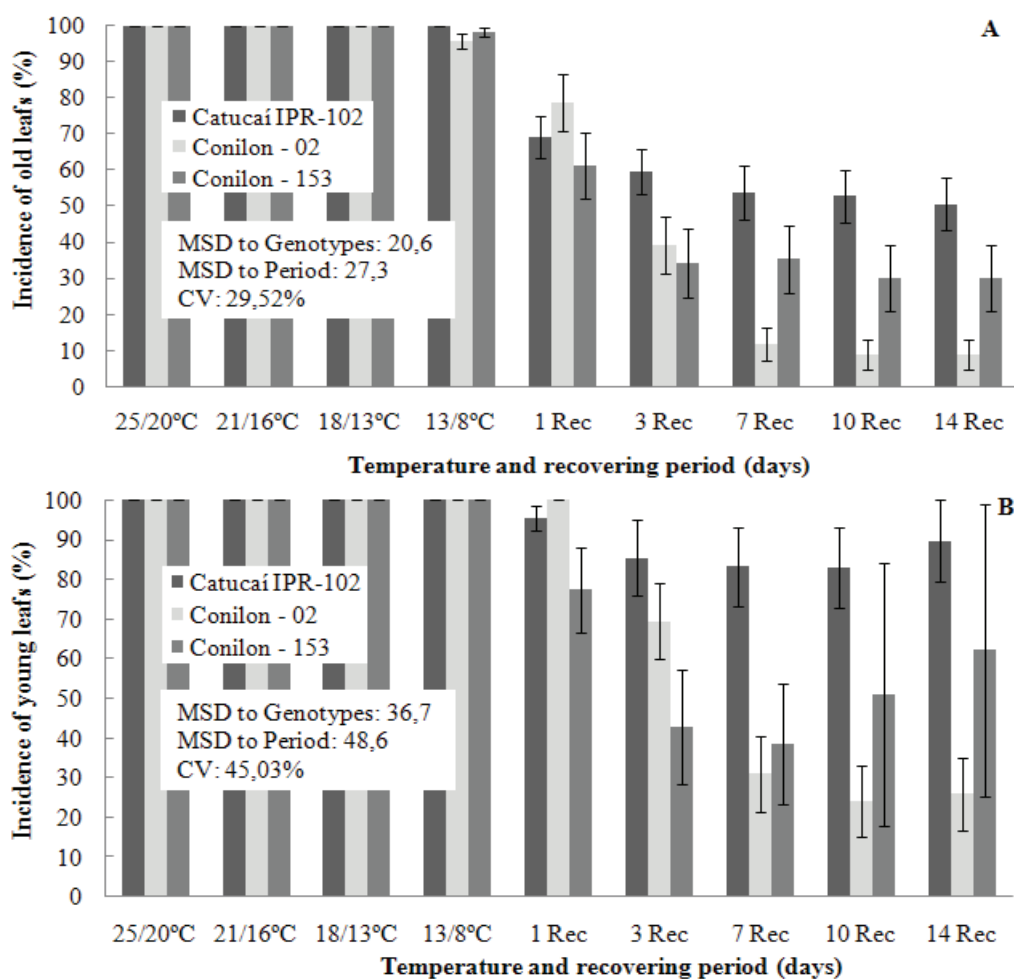 A
Incidence of old leafs (%)
100
90
80
70
60
50
40
30
20
10
0
Catucaí IPR-102
Conilon - 02
Conilon - 153
MSD to Genotypes: 20,6
MSD to Period: 27,3
CV: 29,52%
25/20ºC 21/16ºC 18/13ºC 13/8ºC 1 Rec 3 Rec 7 Rec 10 Rec 14 Rec
Temperature and recovering period (days)
B
Incidence of young leafs (%)
100
90
80
70
60
50
40
30
20
10
0
Catucaí IPR-102
Conilon - 02
Conilon - 153
MSD to Genotypes: 36,7
MSD to Period: 48,6
CV: 45,03%
25/20ºC 21/16ºC 18/13ºC 13/8ºC 1 Rec 3 Rec 7 Rec 10 Rec 14 Rec
Temperature and recovering period (days)